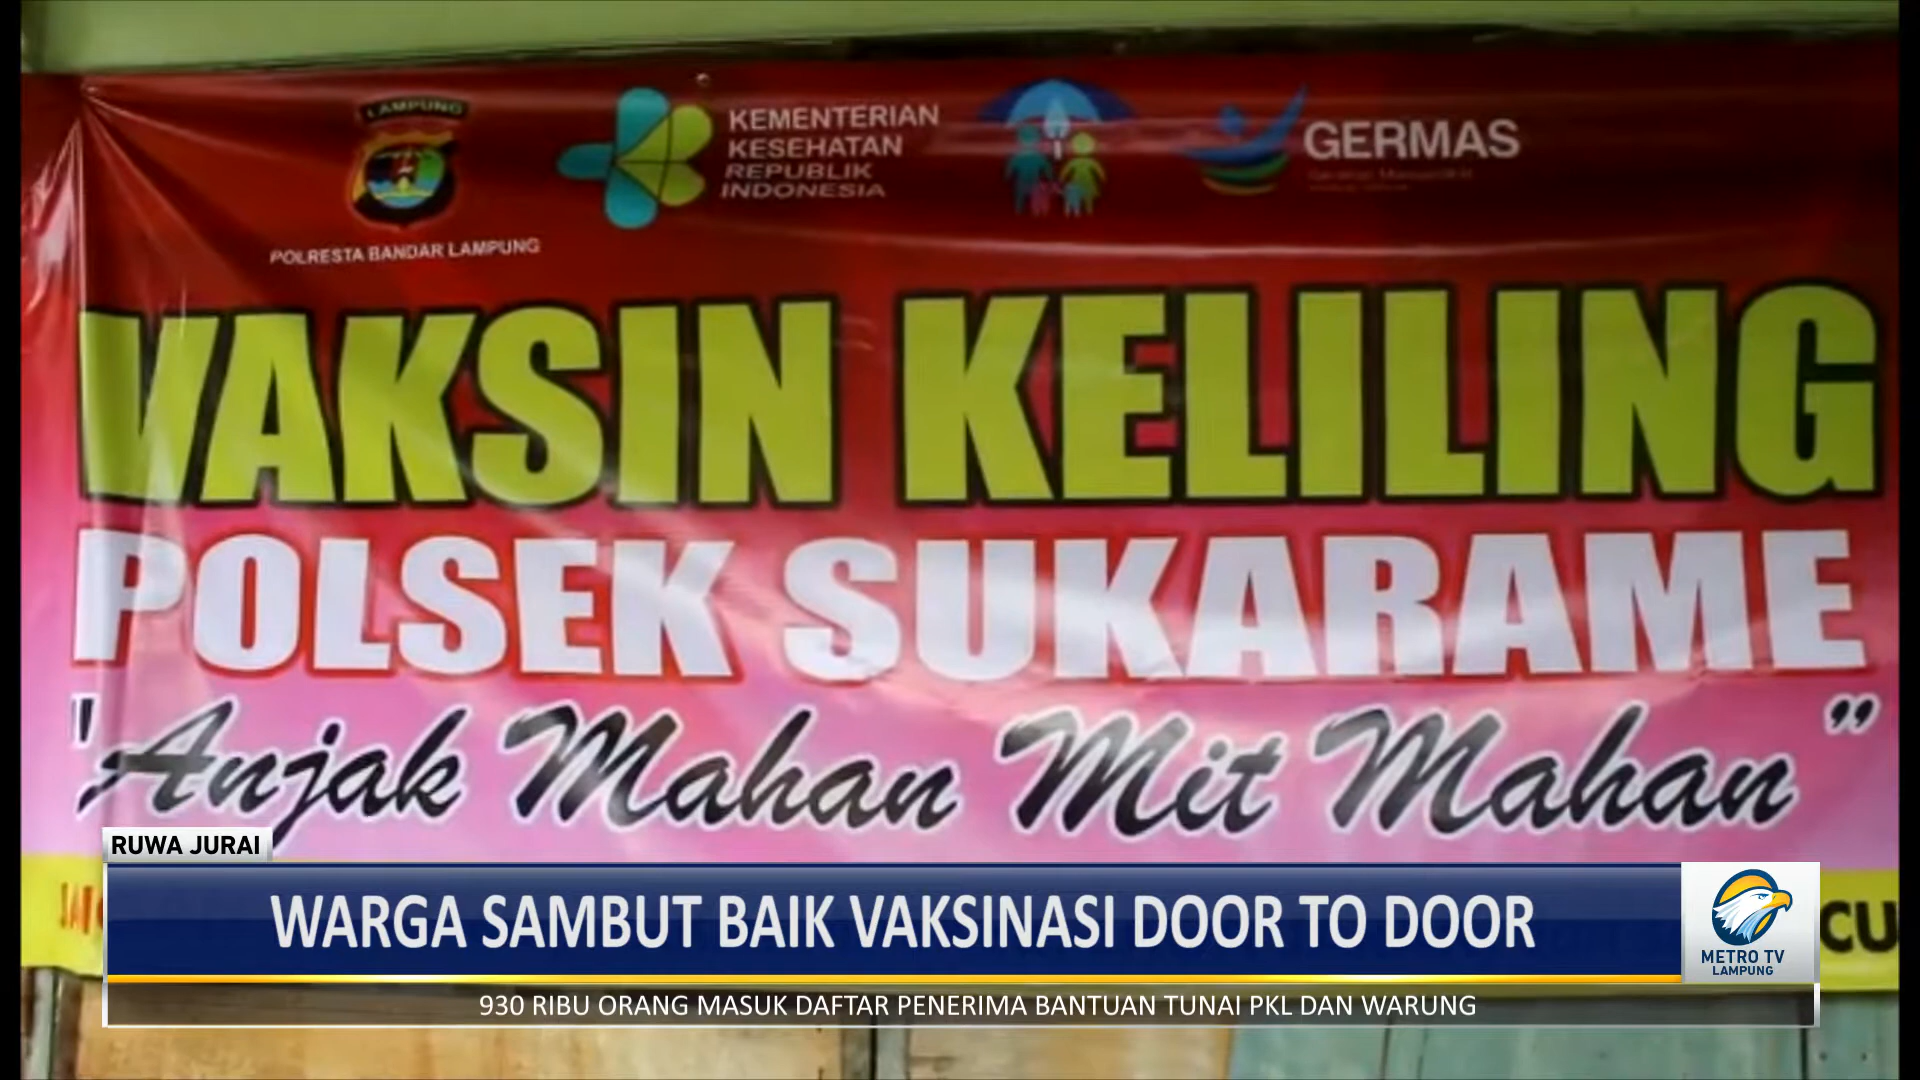 LAMPUNG
POLRESTA BANDAR LAMPUNG
KEMENTERIAN
KESEHATAN
REPUBLIK
INDONESIA
GERMAS
VAKSIN KELILING
POLSEK SUKARAME
"Anjak Mahan Mit Mahan”
RUWA JURAI
WARGA SAMBUT BAIK VAKSINASI DOOR TO DOOR
METRO TV
LAMPUNG
930 RIBU ORANG MASUK DAFTAR PENERIMA BANTUAN TUNAI PKL DAN WARUNG